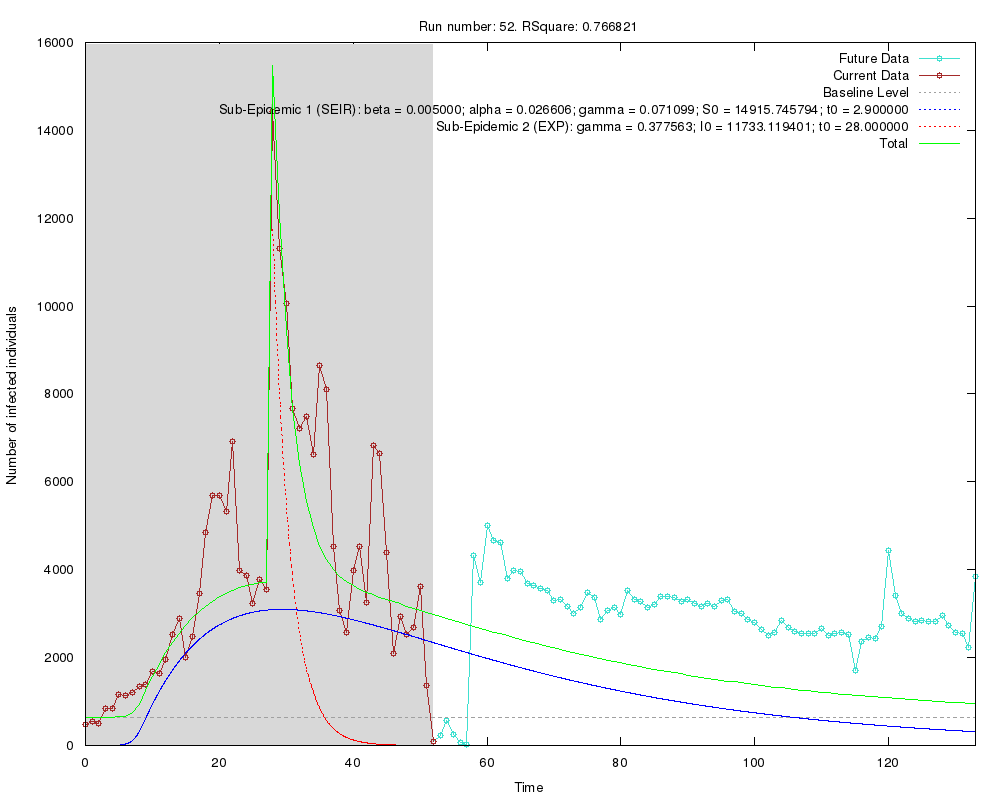 Run number: 52. RSquare: 0.766821
16000
14000
12000
10000
8000
6000
4000
2000
0
Number of infected individuals
Future Data
Current Data
Baseline Level
Sub-Epidemic 1 (SEIR): beta = 0.005000; alpha = 0.026606; gamma = 0.071099; S0 = 14915.745794; t0 = 2.900000
Sub-Epidemic 2 (EXP): gamma = 0.377563; I0 = 11733.119401; t0 = 28.000000
Total
0 20 40 60 80 100 120
Time